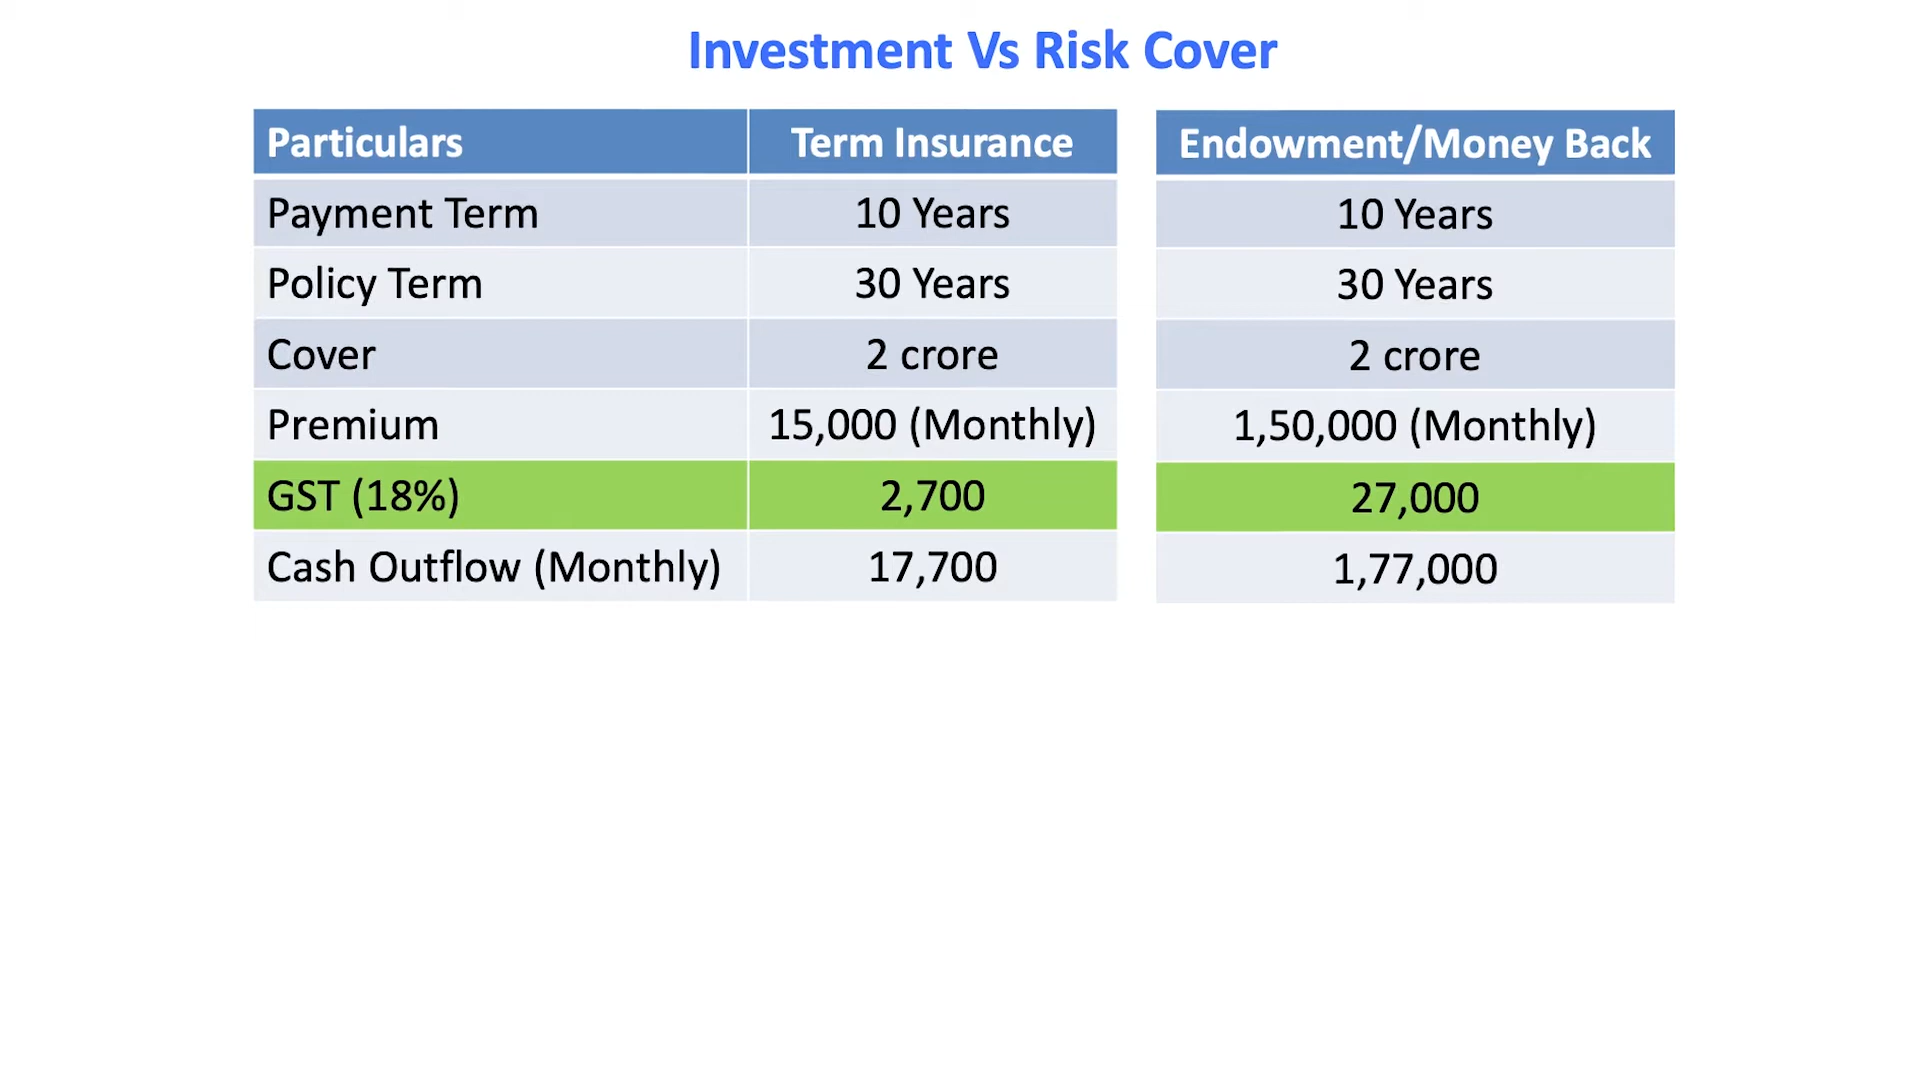 Investment Vs Risk Cover
Particulars Term Insurance Endowment/Money Back
Payment Term 10 Years 10 Years
Policy Term 30 Years 30 Years
Cover 2 crore 2 crore
Premium 15,000 (Monthly) 1,50,000 (Monthly)
GST (18%) 2,700 27,000
Cash Outflow (Monthly) 17,700 1,77,000